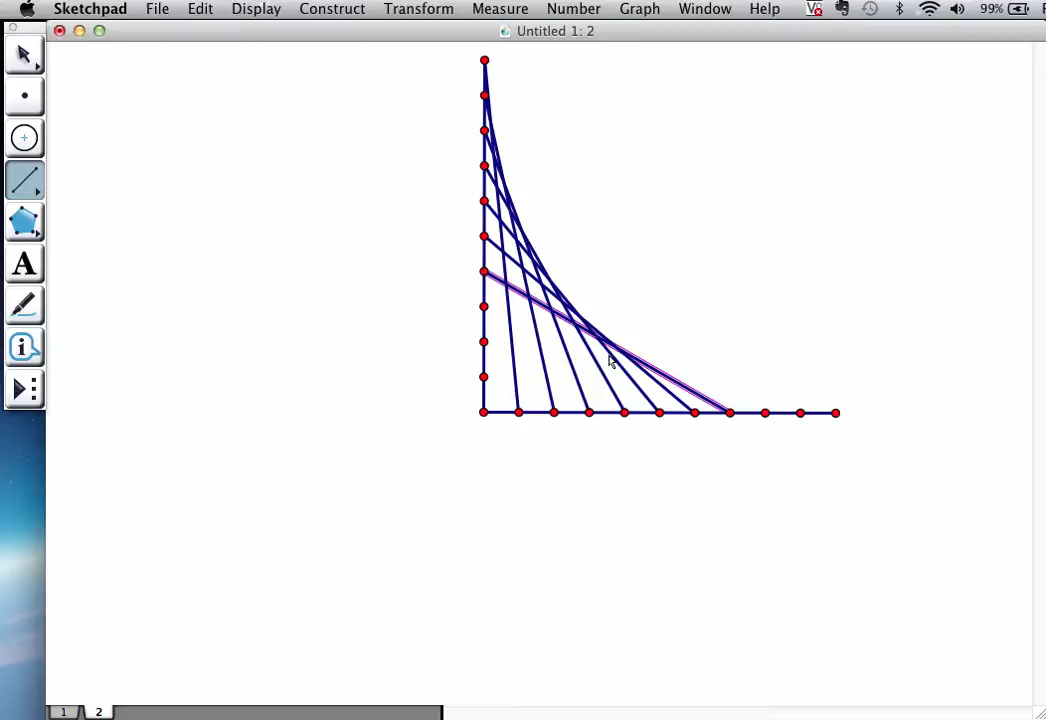 Sketchpad File Edit Display Construct Transform Measure Number Graph Window Help 99%
Untitled 1: 2
A
1 2